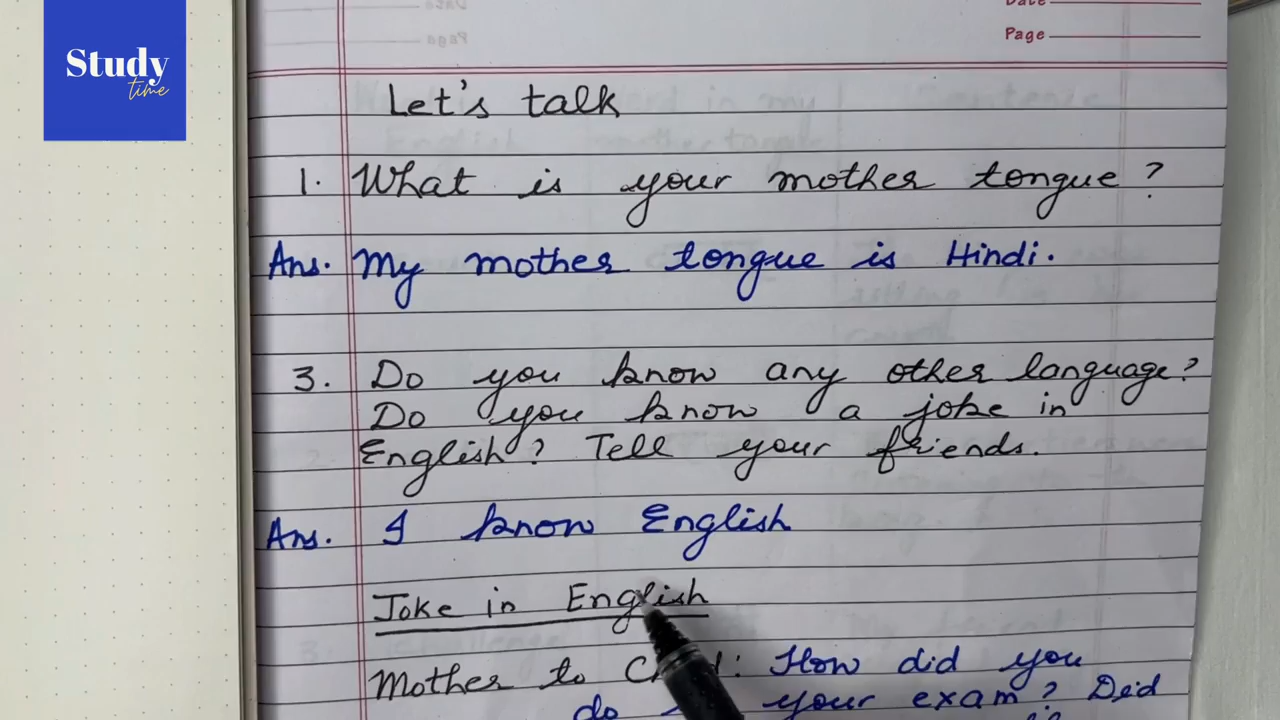 Study
time
Date
Page
Let's talk
1. What is your mother tongue?
Ans. My mother tongue is Hindi.
3. Do you know any other language?
Do you know a joke in
English? Tell your friends.
Ans. I know English
Joke in English
Mother to : How did you
do your exam? Did